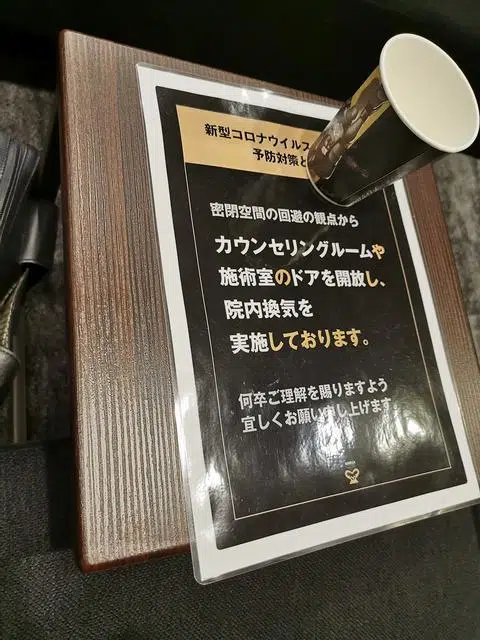 新型コロナウイルス
予防対策と
密閉空間の回避の観点から
カウンセリングルームや
施術室のドアを開放し、
院内換気を
実施しております。
何卒ご理解を賜りますよう
宜しくお願い申し上げます